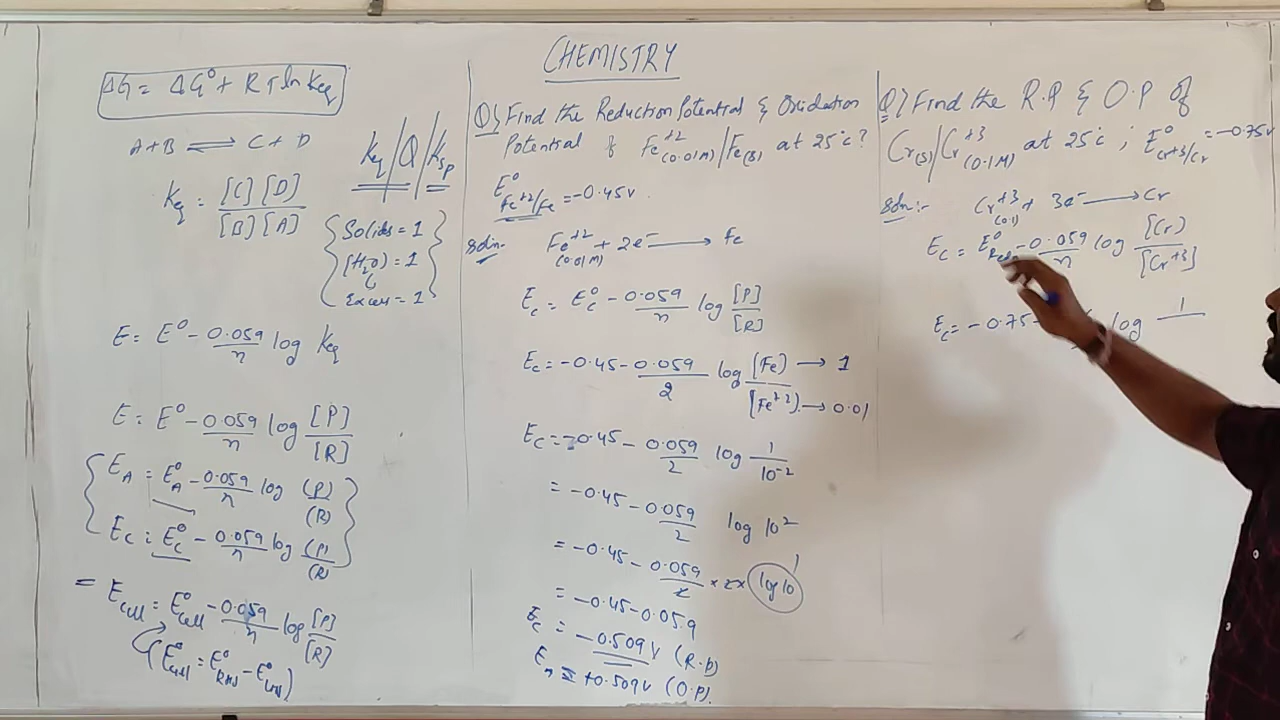 CHEMISTRY
ΔG = ΔG° + RT ln Keq
A + B ⇌ C + D
Keq = [C][D] / [B][A]
Keq / Q / Ksp
Solids = 1
[H2O] = 1
Excess = 1
E = E° - 0.059/n log Keq
E = E° - 0.059/n log [P]/[R]
EA = E°A - 0.059/n log (P)/(R)
EC = E°C - 0.059/n log (P)/(R)
= Ecell = E°cell - 0.059/n log [P]/[R]
(E°cell = E°RHS - E°LHS)
Q) Find the Reduction Potential & Oxidation
Potential of Fe+2(0.01M)/Fe(s) at 25°c?
E°Fe+2/Fe = -0.45v.
Soln:- Fe+2(0.01M) + 2e- → Fe
Ec = E°c - 0.059/n log [P]/[R]
Ec = -0.45 - 0.059/2 log [Fe] → 1 / [Fe+2] → 0.01
Ec = -0.45 - 0.059/2 log 1/10-2
= -0.45 - 0.059/2 log 10²
= -0.45 - 0.059/2 × 2 × log 10 1
= -0.45 - 0.059
Ec = -0.509 V (R.P)
= +0.509 v (O.P)
Q) Find the R.P & O.P of
Cr(s)/Cr+3(0.1M) at 25°c ; E°Cr+3/Cr = -0.75v
Soln:- Cr+3(0.1) + 3e- → Cr
Ec = E° - 0.059/n log [Cr]/[Cr+3]
Ec = -0.75 log 1/